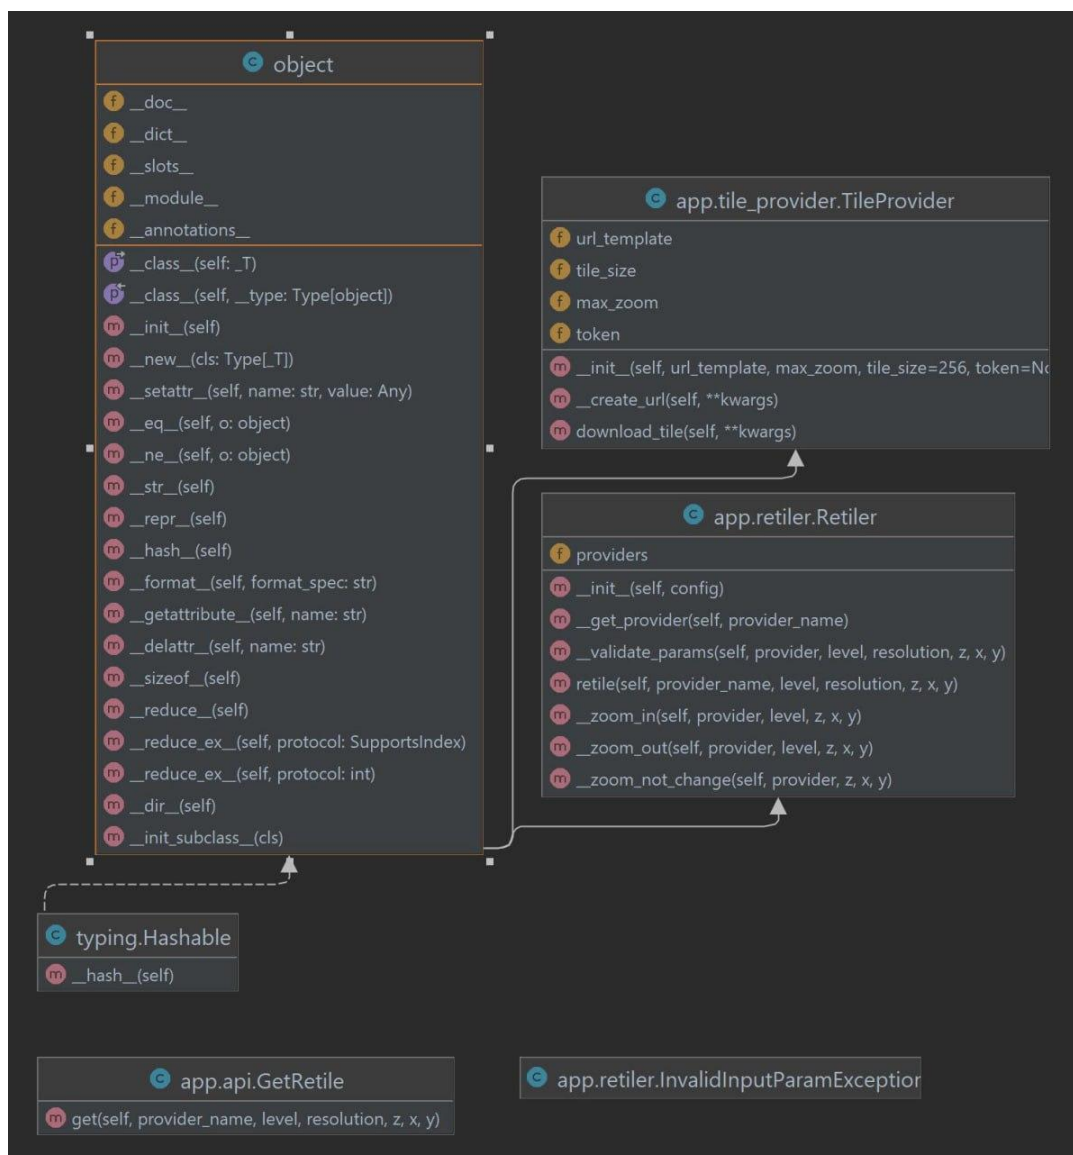 object
__doc__
__dict__
__slots__
__module__
__annotations__
__class__(self: _T)
__class__(self, __type: Type[object])
__init__(self)
__new__(cls: Type[_T])
__setattr__(self, name: str, value: Any)
__eq__(self, o: object)
__ne__(self, o: object)
__str__(self)
__repr__(self)
__hash__(self)
__format__(self, format_spec: str)
__getattribute__(self, name: str)
__delattr__(self, name: str)
__sizeof__(self)
__reduce__(self)
__reduce_ex__(self, protocol: SupportsIndex)
__reduce_ex__(self, protocol: int)
__dir__(self)
__init_subclass__(cls)
app.tile_provider.TileProvider
url_template
tile_size
max_zoom
token
__init__(self, url_template, max_zoom, tile_size=256, token=No
__create_url(self, **kwargs)
download_tile(self, **kwargs)
app.retiler.Retiler
providers
__init__(self, config)
__get_provider(self, provider_name)
__validate_params(self, provider, level, resolution, z, x, y)
retile(self, provider_name, level, resolution, z, x, y)
__zoom_in(self, provider, level, z, x, y)
__zoom_out(self, provider, level, z, x, y)
__zoom_not_change(self, provider, z, x, y)
typing.Hashable
__hash__(self)
app.api.GetRetile
get(self, provider_name, level, resolution, z, x, y)
app.retiler.InvalidInputParamException